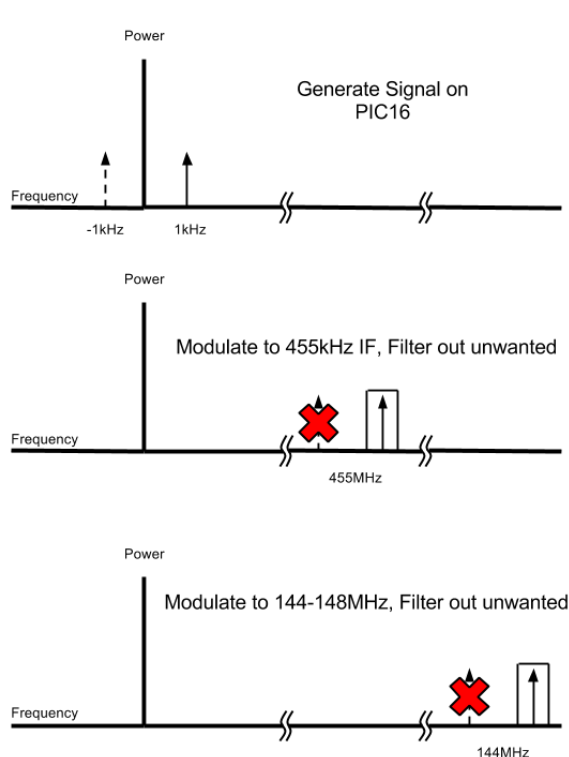 Power
Generate Signal on
PIC16
Frequency
-1kHz
1kHz
Power
Modulate to 455kHz IF, Filter out unwanted
Frequency
455MHz
Power
Modulate to 144-148MHz, Filter out unwanted
Frequency
144MHz